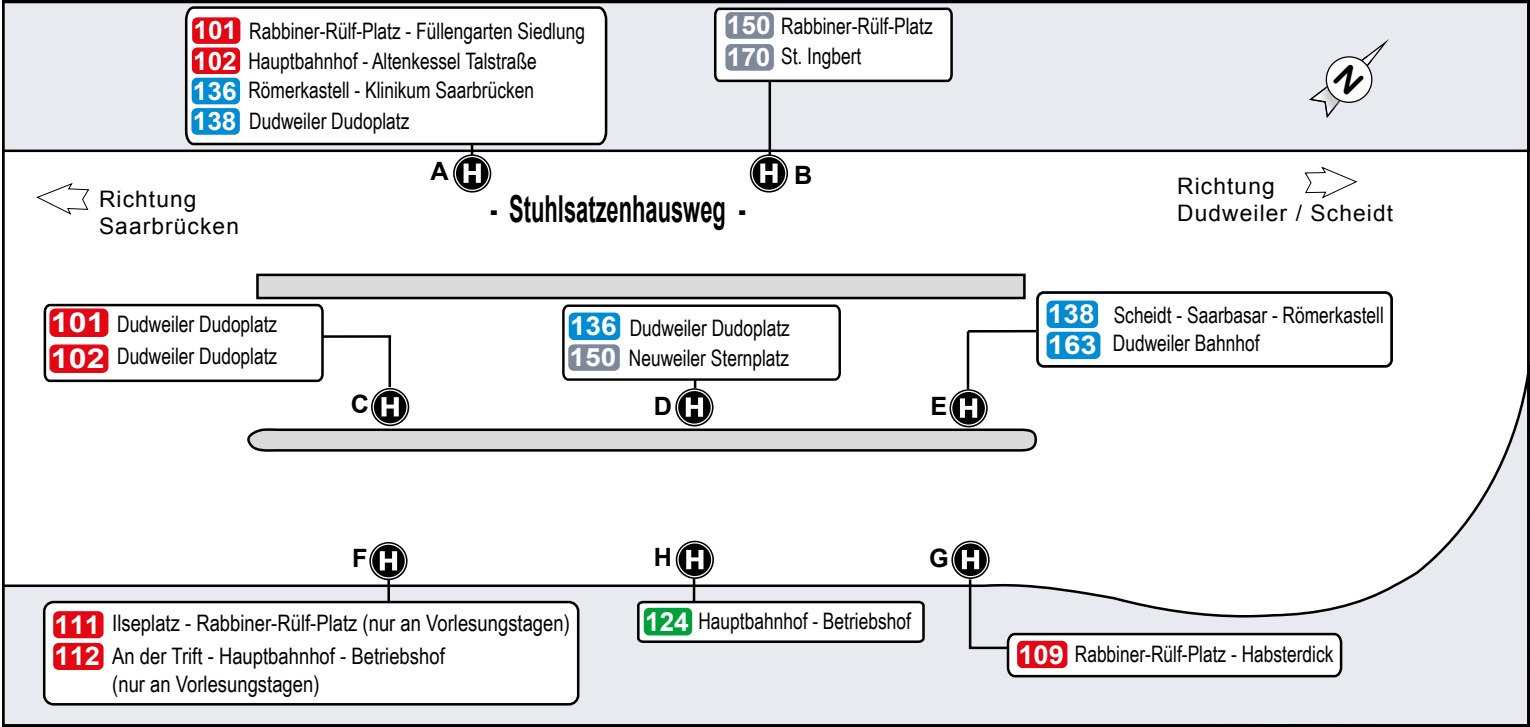 101 Rabbiner-Rülf-Platz - Füllengarten Siedlung
102 Hauptbahnhof - Altenkessel Talstraße
136 Römerkastell - Klinikum Saarbrücken
138 Dudweiler Dudoplatz
150 Rabbiner-Rülf-Platz
170 St. Ingbert
N
A H
H B
Richtung
Saarbrücken
- Stuhlsatzenhausweg -
Richtung
Dudweiler / Scheidt
101 Dudweiler Dudoplatz
102 Dudweiler Dudoplatz
136 Dudweiler Dudoplatz
150 Neuweiler Sternplatz
138 Scheidt - Saarbasar - Römerkastell
163 Dudweiler Bahnhof
C H
D H
E H
F H
H H
G H
111 Ilseplatz - Rabbiner-Rülf-Platz (nur an Vorlesungstagen)
112 An der Trift - Hauptbahnhof - Betriebshof
(nur an Vorlesungstagen)
124 Hauptbahnhof - Betriebshof
109 Rabbiner-Rülf-Platz - Habsterdick